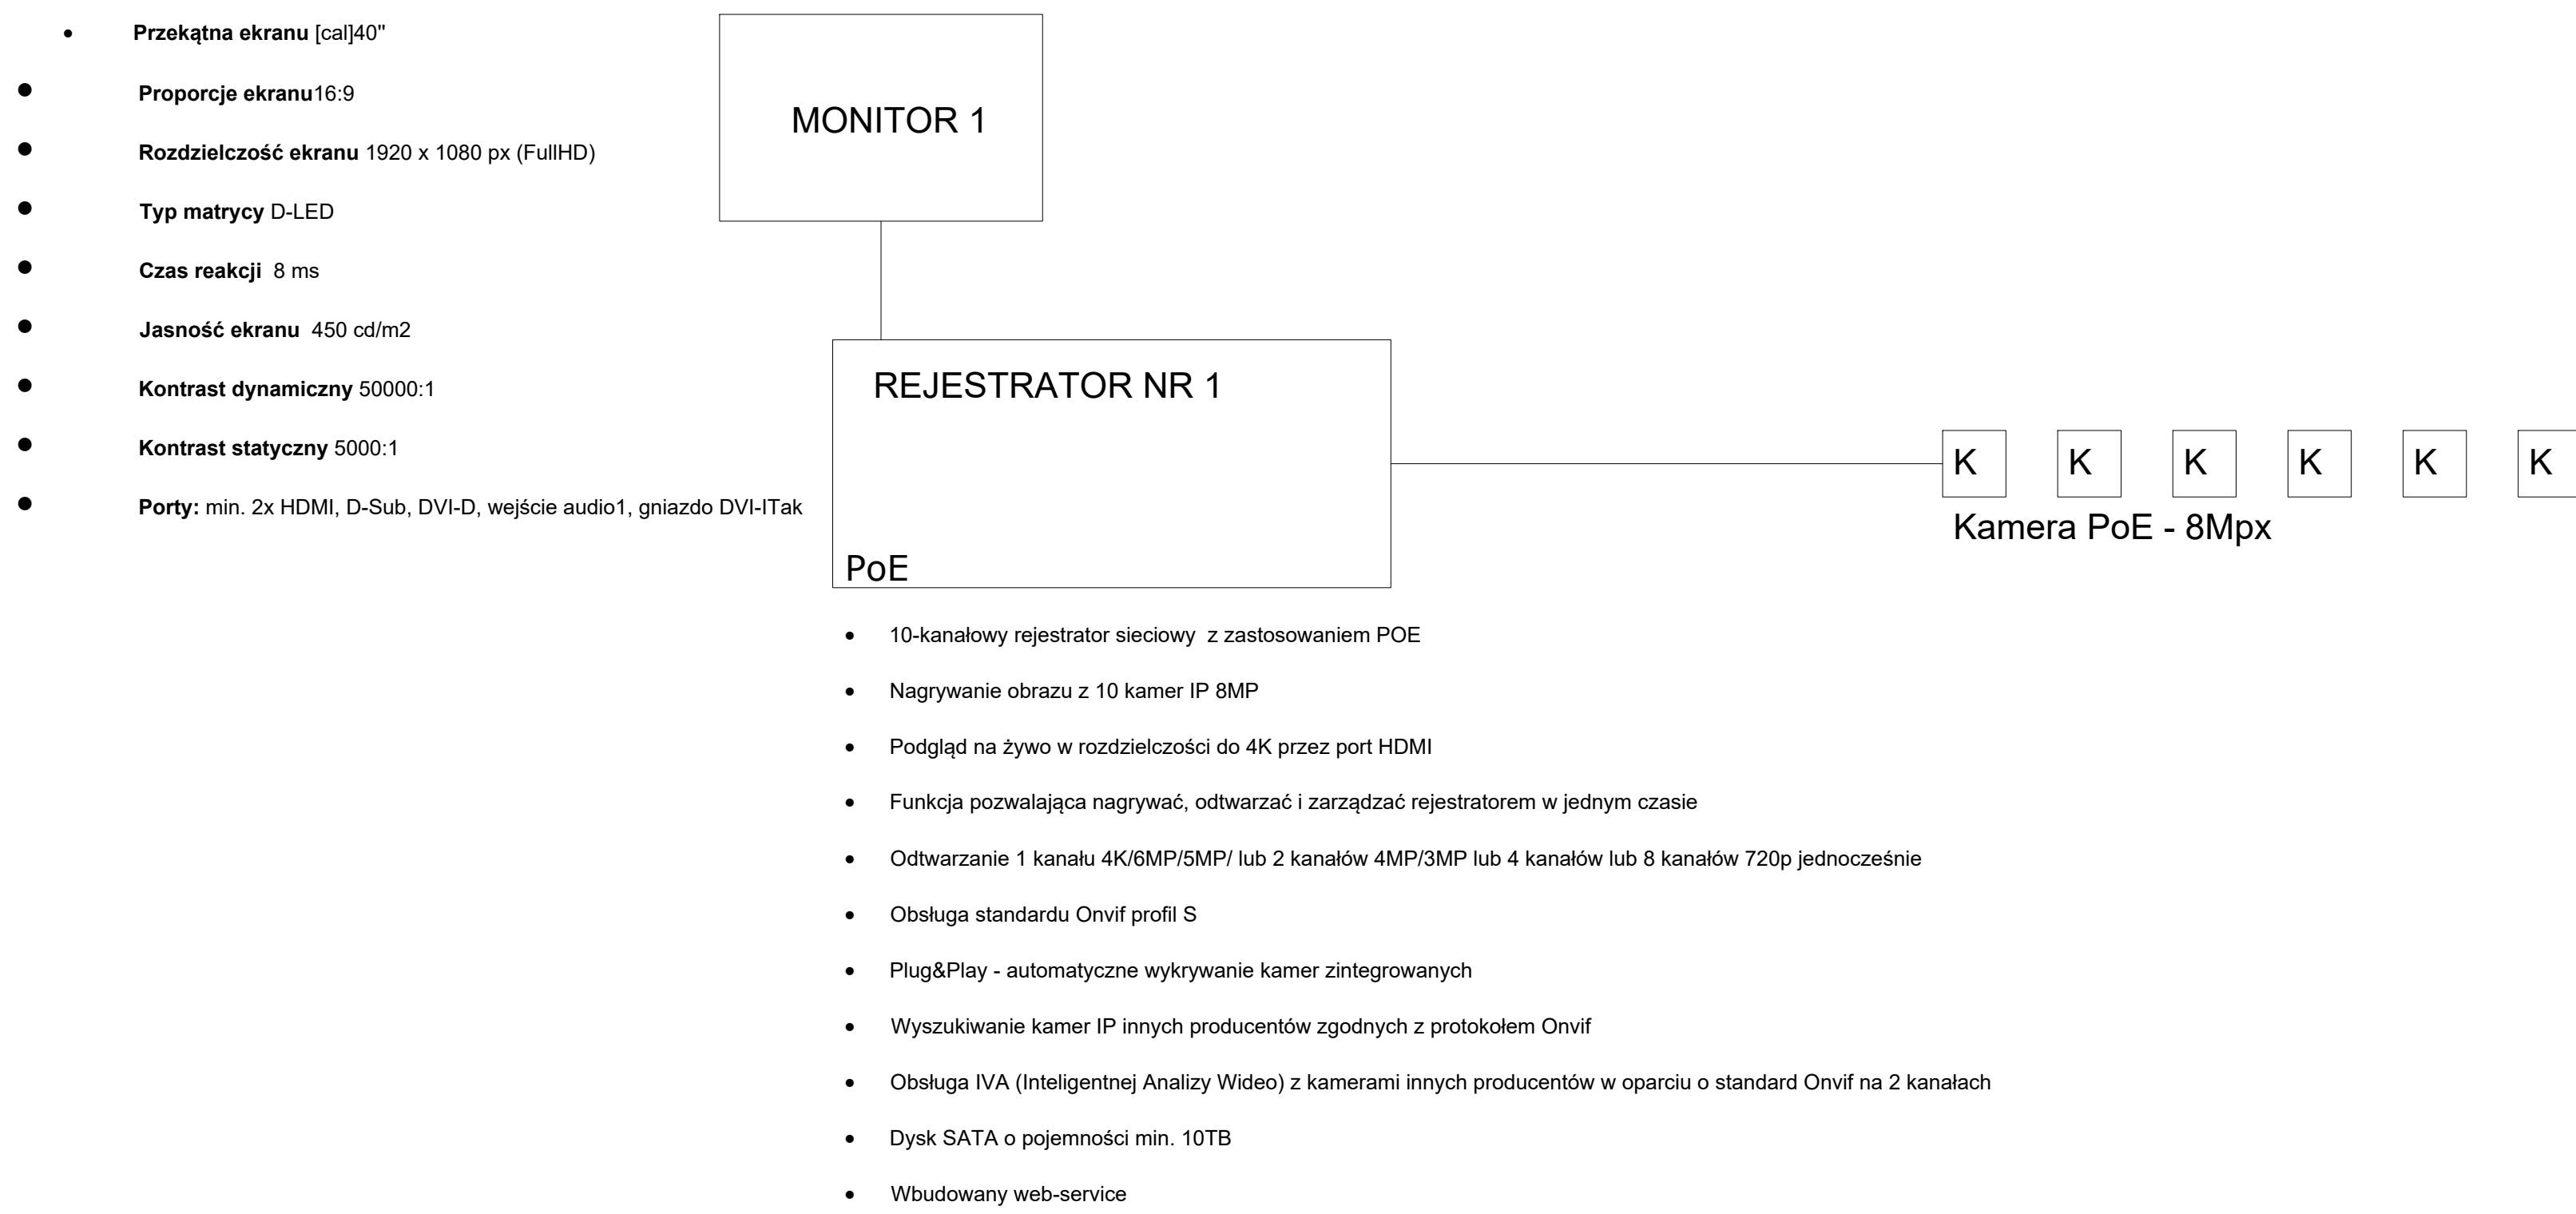 • Przekątna ekranu [cal]40"
• Proporcje ekranu16:9
• Rozdzielczość ekranu 1920 x 1080 px (FullHD)
• Typ matrycy D-LED
• Czas reakcji 8 ms
• Jasność ekranu 450 cd/m2
• Kontrast dynamiczny 50000:1
• Kontrast statyczny 5000:1
• Porty: min. 2x HDMI, D-Sub, DVI-D, wejście audio1, gniazdo DVI-ITak
MONITOR 1
REJESTRATOR NR 1
PoE
K K K K K K
Kamera PoE - 8Mpx
• 10-kanałowy rejestrator sieciowy z zastosowaniem POE
• Nagrywanie obrazu z 10 kamer IP 8MP
• Podgląd na żywo w rozdzielczości do 4K przez port HDMI
• Funkcja pozwalająca nagrywać, odtwarzać i zarządzać rejestratorem w jednym czasie
• Odtwarzanie 1 kanału 4K/6MP/5MP/ lub 2 kanałów 4MP/3MP lub 4 kanałów lub 8 kanałów 720p jednocześnie
• Obsługa standardu Onvif profil S
• Plug&Play - automatyczne wykrywanie kamer zintegrowanych
• Wyszukiwanie kamer IP innych producentów zgodnych z protokołem Onvif
• Obsługa IVA (Inteligentnej Analizy Wideo) z kamerami innych producentów w oparciu o standard Onvif na 2 kanałach
• Dysk SATA o pojemności min. 10TB
• Wbudowany web-service